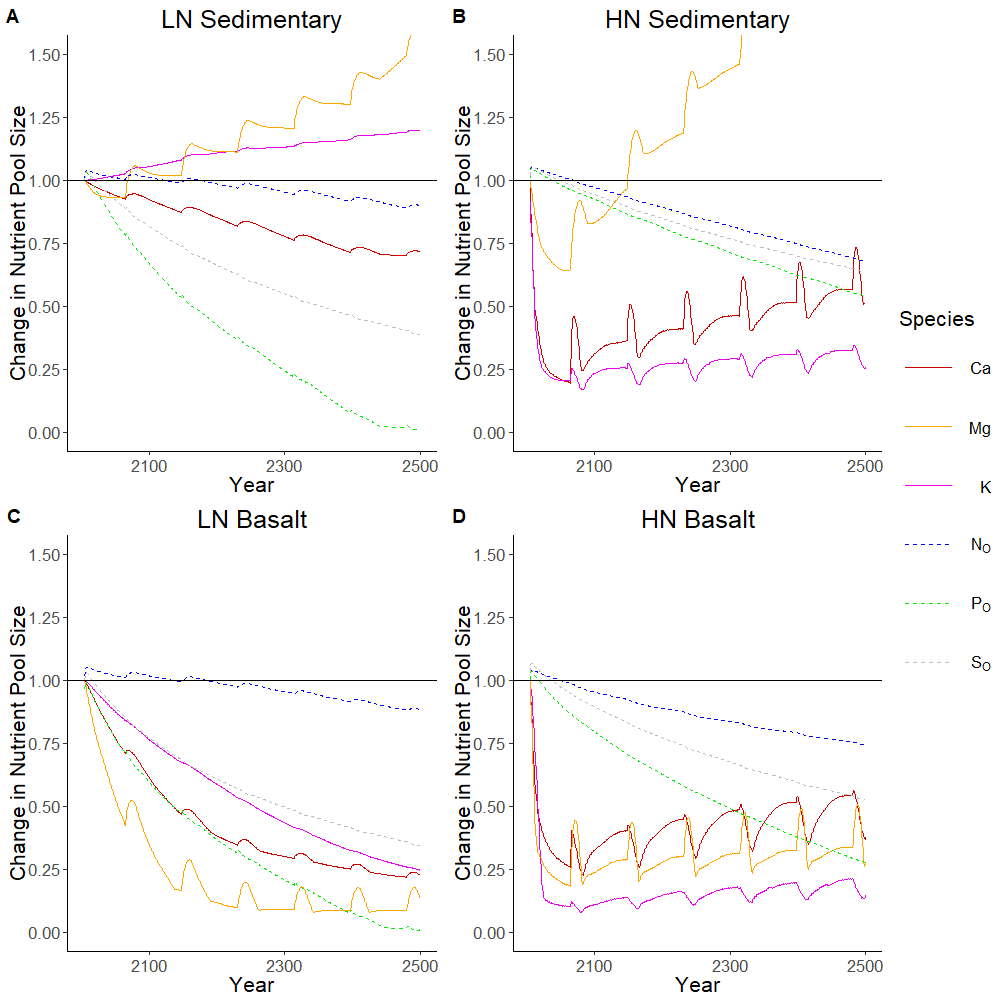 A
LN Sedimentary
Change in Nutrient Pool Size
1.50
1.25
1.00
0.75
0.50
0.25
0.00
2100
2300
2500
Year
B
HN Sedimentary
Change in Nutrient Pool Size
1.50
1.25
1.00
0.75
0.50
0.25
0.00
2100
2300
2500
Year
C
LN Basalt
Change in Nutrient Pool Size
1.50
1.25
1.00
0.75
0.50
0.25
0.00
2100
2300
2500
Year
D
HN Basalt
Change in Nutrient Pool Size
1.50
1.25
1.00
0.75
0.50
0.25
0.00
2100
2300
2500
Year
Species
Ca
Mg
K
N₀
P₀
S₀